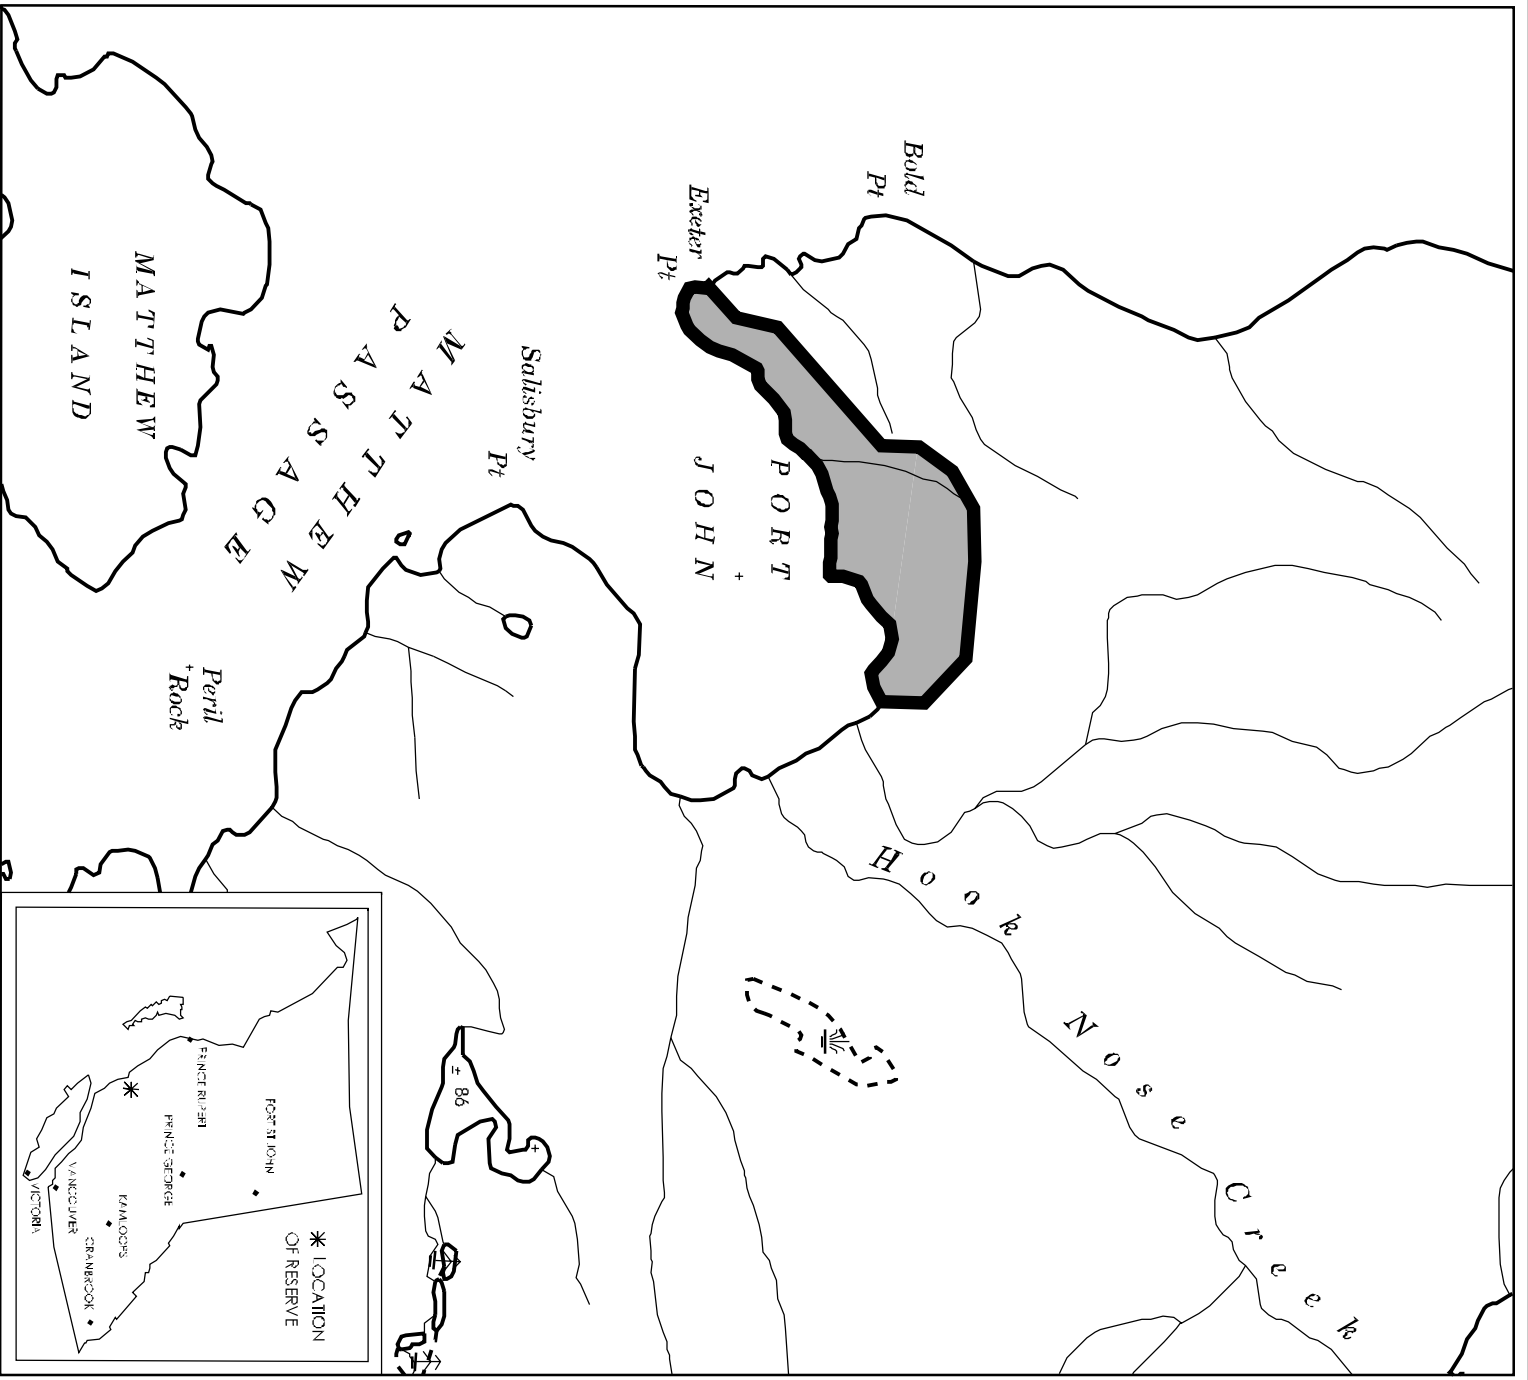 Bold
Pt
Exeter
Pt
MATTHEW
ISLAND
MATTHEW
PASSAGE
Salisbury
Pt
PORT
JOHN
Peril
Rock
Hook Nose Creek
± 86
PRINCE RUPERT
FORT ST JOHN
PRINCE GEORGE
KAMLOOPS
VANCOUVER
VICTORIA
CRANBROOK
LOCATION
OF RESERVE